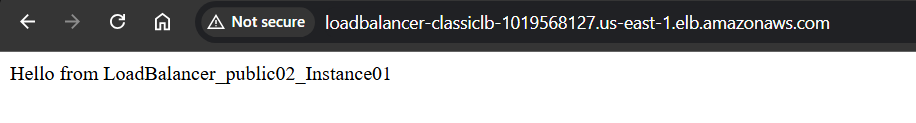 Not secure loadbalancer-classiclb-1019568127.us-east-1.elb.amazonaws.com
Hello from LoadBalancer_public02_Instance01